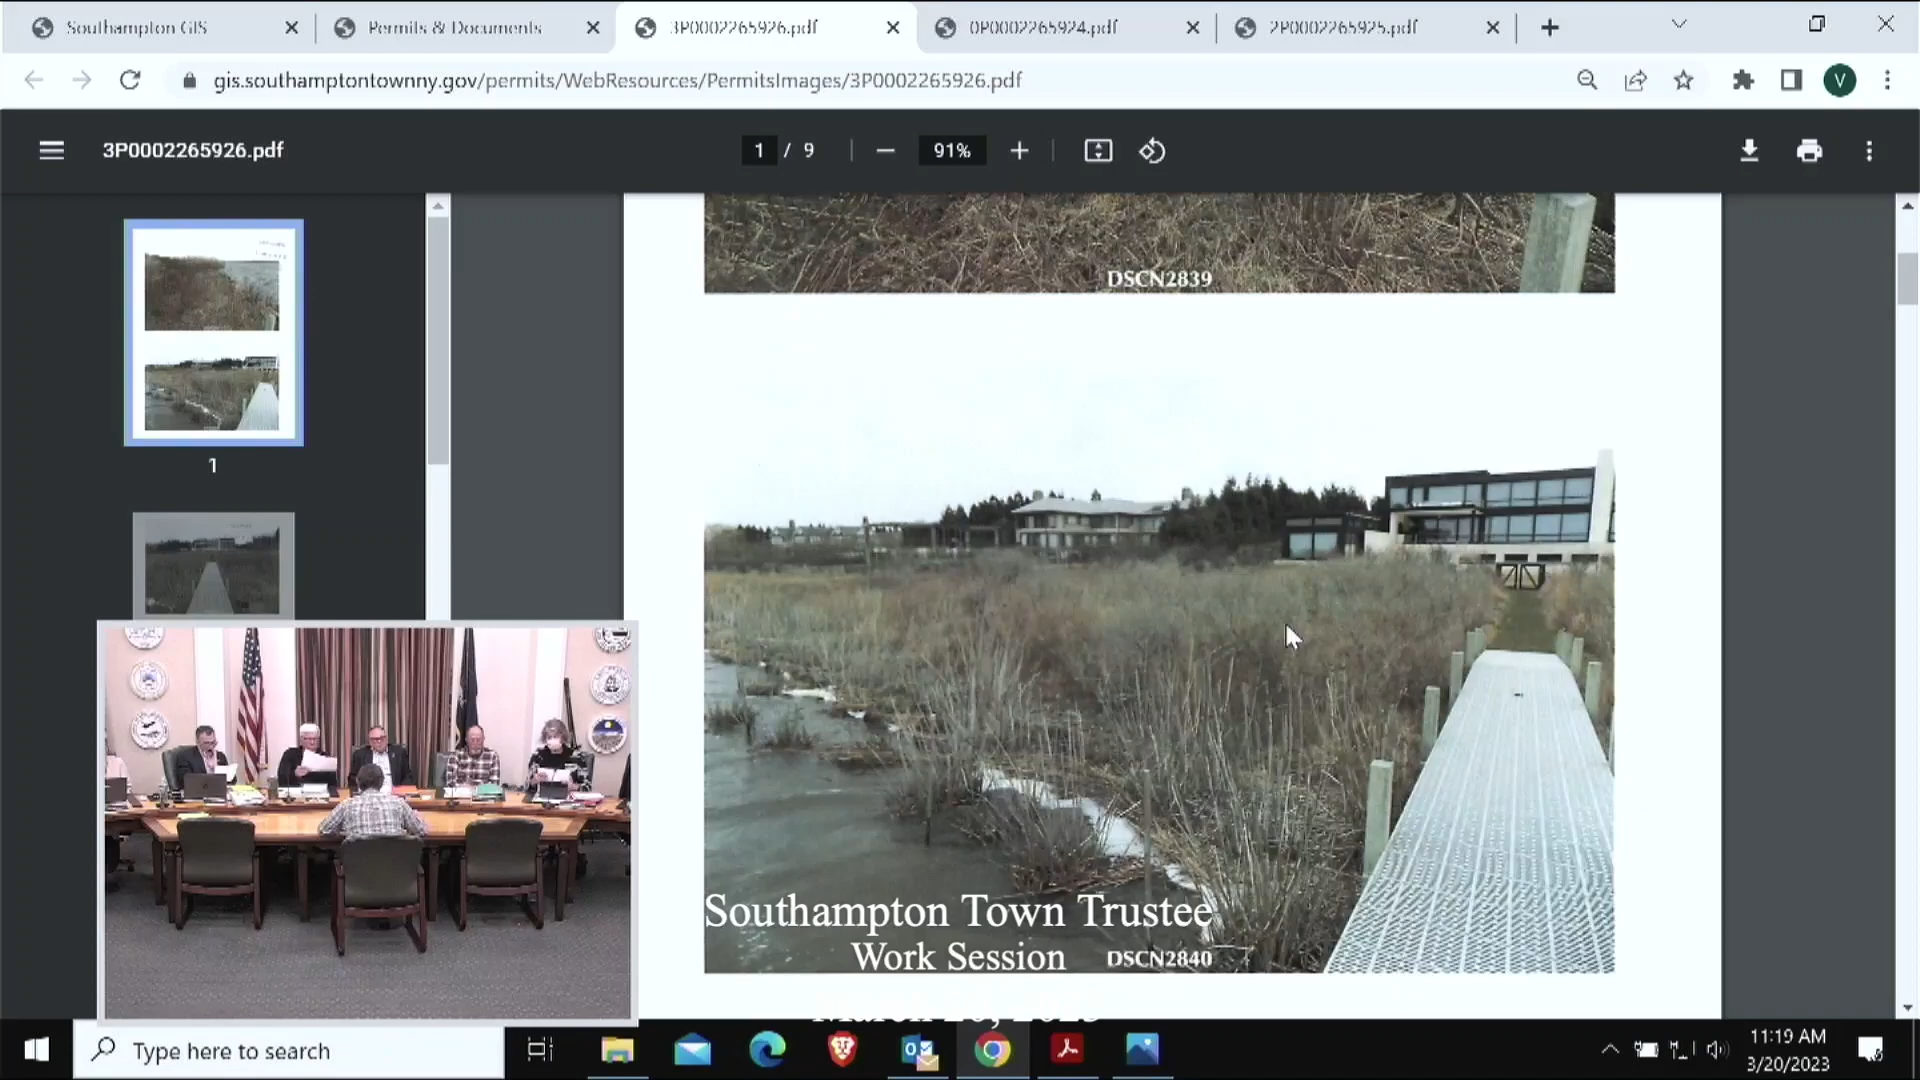 Southampton GIS
Permits & Documents
3P0002265926.pdf
0P0002265924.pdf
2P0002265925.pdf
gis.southamptontownny.gov/permits/WebResources/PermitsImages/3P0002265926.pdf
V
3P0002265926.pdf
1 / 9
91%
DSCN2839
1
Southampton Town Trustee
Work Session
DSCN2840
Type here to search
11:19 AM
3/20/2023